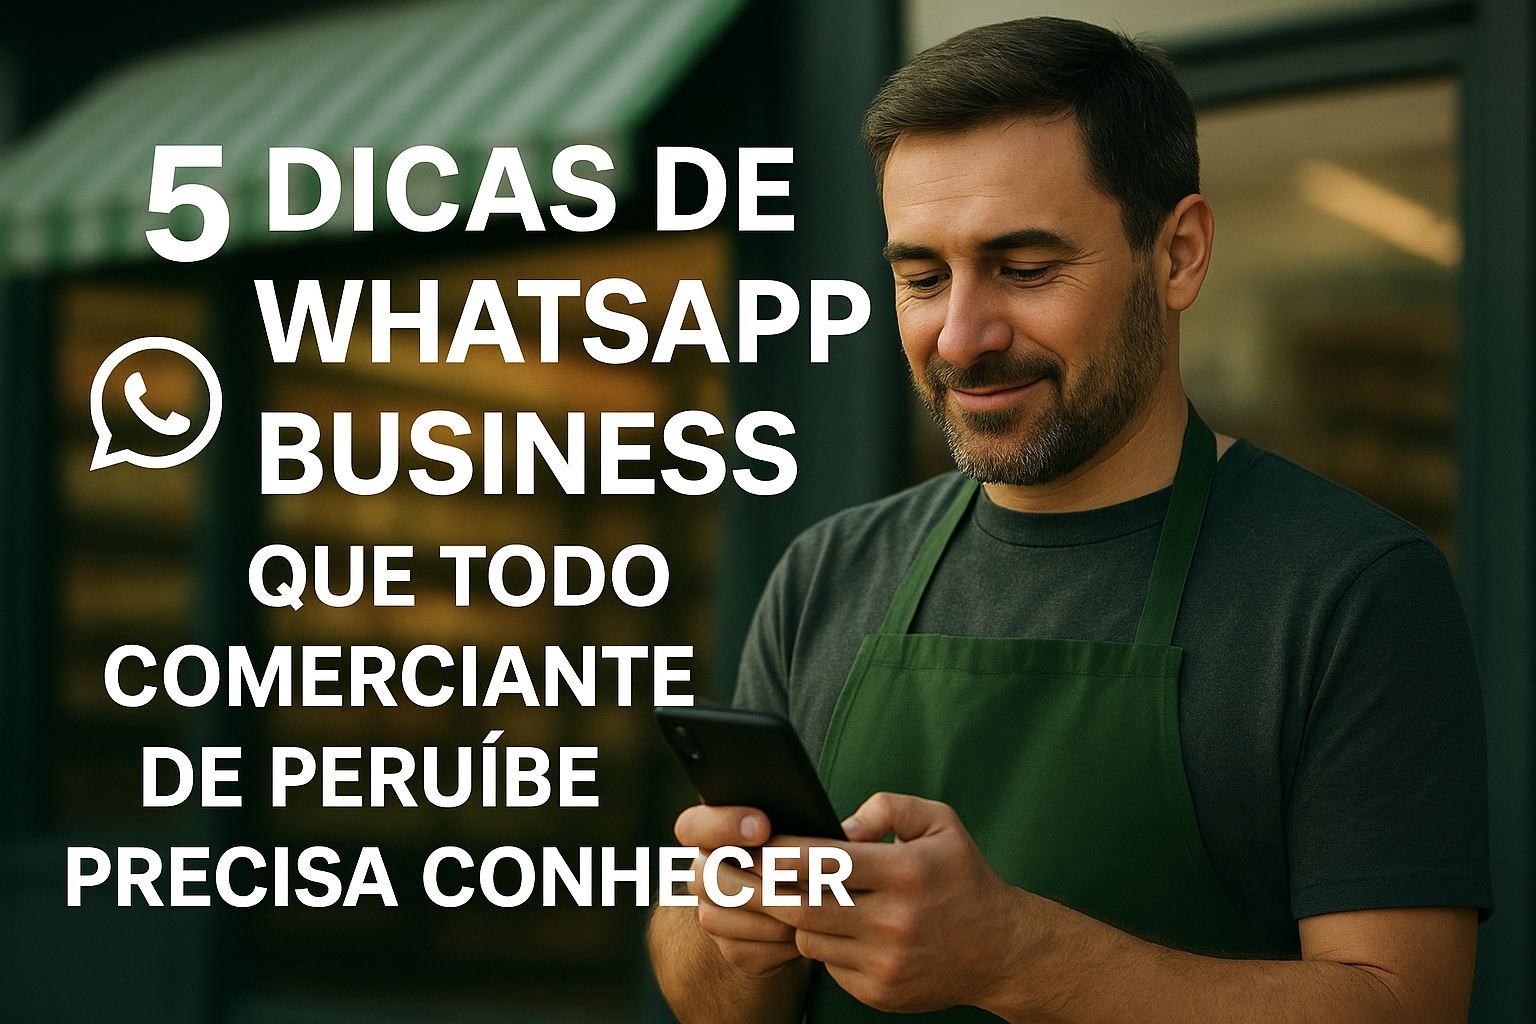 5 DICAS DE
WHATSAPP
BUSINESS
QUE TODO
COMERCIANTE
DE PERUÍBE
PRECISA CONHECER